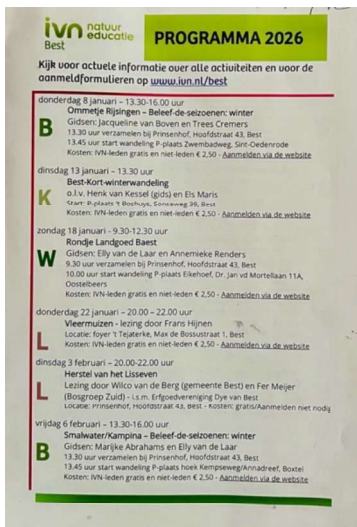 ivn natuur educatie
Best
PROGRAMMA 2026
Kijk voor actuele informatie over alle activiteiten en voor de
aanmeldformulieren op www.ivn.nl/best
donderdag 8 januari – 13.30-16.00 uur
B
Ommetje Rijsingen – Beleef-de-seizoenen: winter
Gidsen: Jacqueline van Boven en Trees Cremers
13.30 uur verzamelen bij Prinsenhof, Hoofdstraat 43, Best
13.45 uur start wandeling P-plaats Zwembadweg, Sint-Oedenrode
Kosten: IVN-leden gratis en niet-leden € 2,50 - Aanmelden via de website
dinsdag 13 januari – 13.30 uur
K
Best-Kort-winterwandeling
o.l.v. Henk van Kessel (gids) en Els Maris
Start: P-plaats 't Boshuys, Sonseweg 39, Best
Kosten: IVN-leden gratis en niet-leden € 2,50 - Aanmelden via de website
zondag 18 januari - 9.30-12.30 uur
W
Rondje Landgoed Baest
Gidsen: Elly van de Laar en Annemieke Renders
9.30 uur verzamelen bij Prinsenhof, Hoofdstraat 43, Best
10.00 uur start wandeling P-plaats Eikehoef, Dr. Jan vd Mortellaan 11A,
Oostelbeers
Kosten: IVN-leden gratis en niet-leden € 2,50 - Aanmelden via de website
donderdag 22 januari – 20.00 – 22.00 uur
L
Vleermuizen - lezing door Frans Hijnen
Locatie: foyer 't Tejaterke, Max de Bossustraat 1, Best
Kosten: IVN-leden gratis en niet-leden € 2,50 - Aanmelden via de website
dinsdag 3 februari – 20.00-22.00 uur
L
Herstel van het Lisseven
Lezing door Wilco van de Berg (gemeente Best) en Fer Meijer
(Bosgroep Zuid) - i.s.m. Erfgoedvereniging Dye van Best
Locatie: Prinsenhof, Hoofdstraat 43, Best - Kosten: gratis/Aanmelden niet nodig
vrijdag 6 februari – 13.30-16.00 uur
B
Smalwater/Kampina – Beleef-de-seizoenen: winter
Gidsen: Marijke Abrahams en Elly van de Laar
13.30 uur verzamelen bij Prinsenhof, Hoofdstraat 43, Best
13.45 uur start wandeling P-plaats hoek Kempseweg/Annadreef, Boxtel
Kosten: IVN-leden gratis en niet-leden € 2,50 - Aanmelden via de website